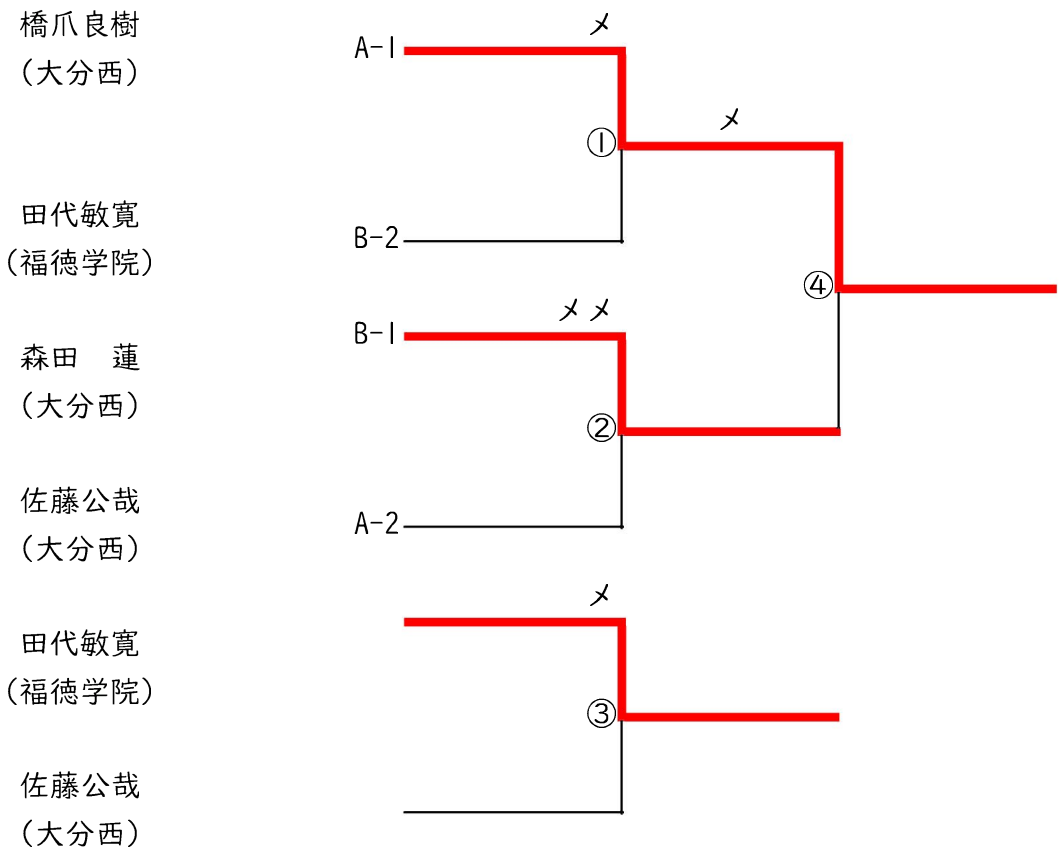 橋爪良樹
(大分西)
A-1
メ
メ
①
田代敏寛
(福徳学院)
B-2
④
森田　蓮
(大分西)
B-1
メメ
②
佐藤公哉
(大分西)
A-2
田代敏寛
(福徳学院)
メ
③
佐藤公哉
(大分西)